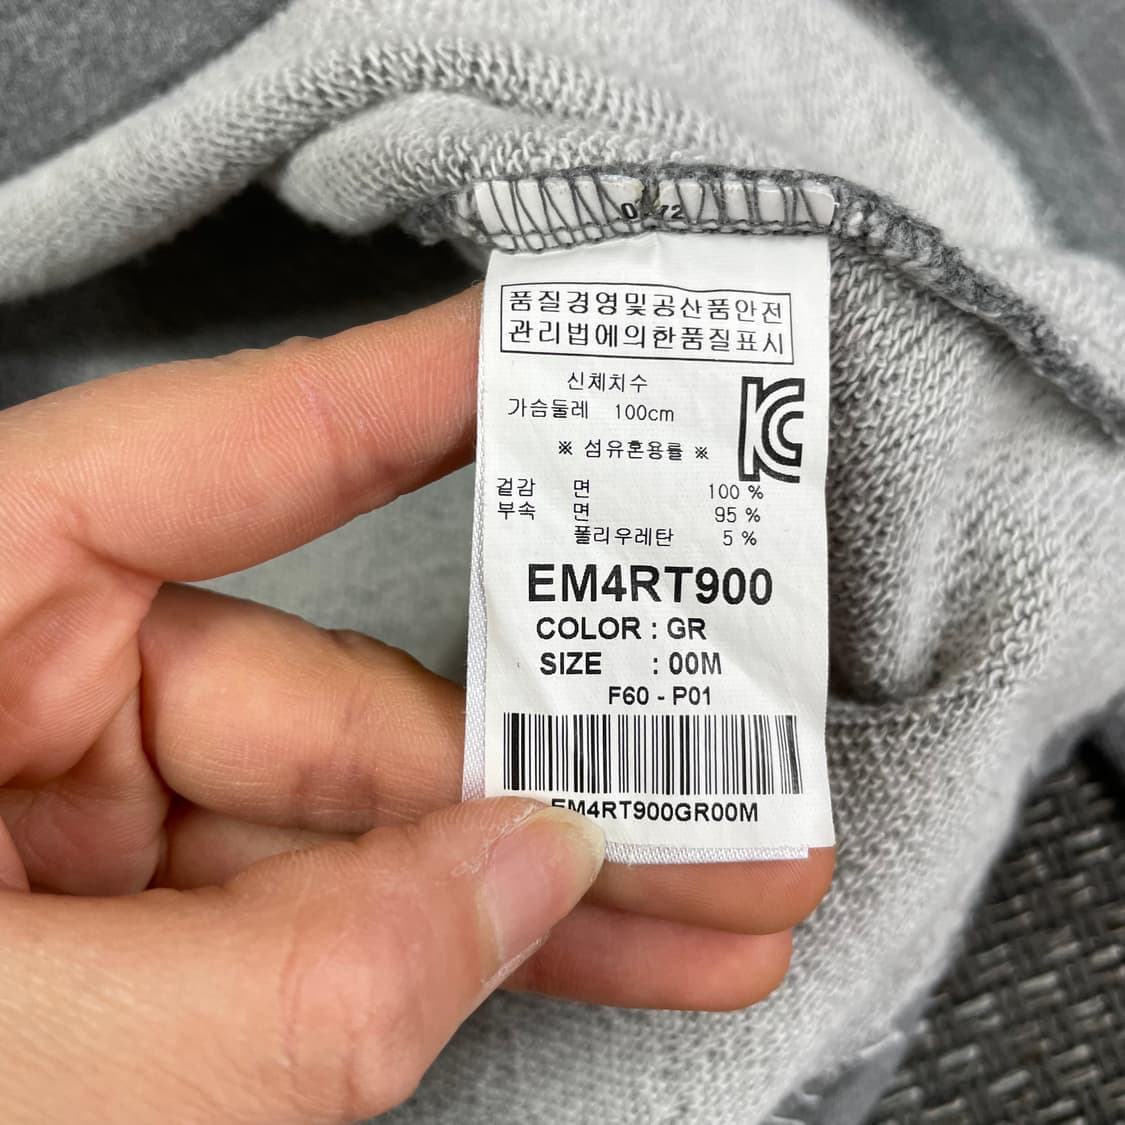 품질경영및공산품안전
관리법에의한품질표시
신체치수
가슴둘레 100cm
KC
※ 섬유혼용률 ※
겉감 면 100 %
부속 면 95 %
폴리우레탄 5 %
EM4RT900
COLOR : GR
SIZE : 00M
F60 - P01
EM4RT900GR00M